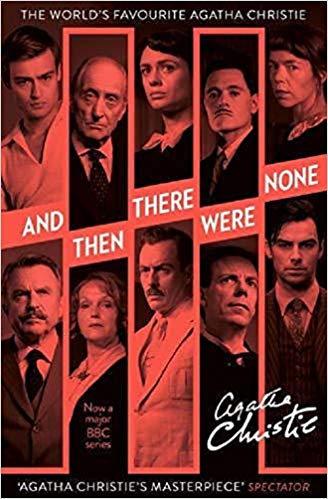 THE WORLD'S FAVOURITE AGATHA CHRISTIE
AND
THEN
THERE
WERE
NONE
Now a
major
BBC
series
Agatha
Christie
'AGATHA CHRISTIE'S MASTERPIECE' SPECTATOR